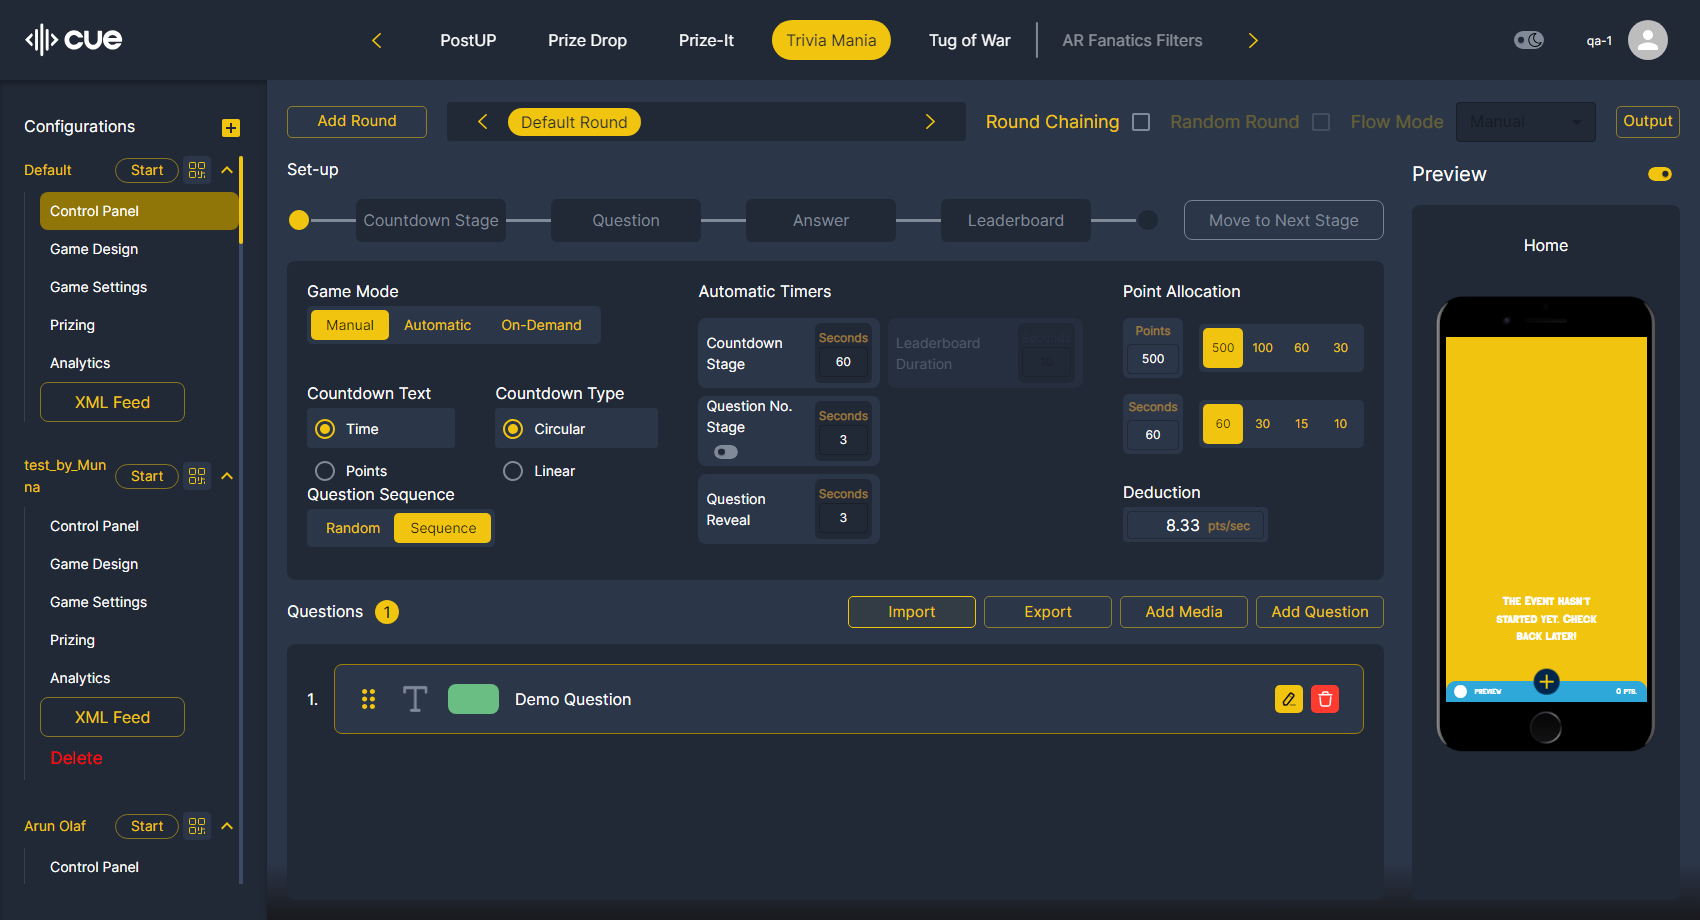 cue
PostUP
Prize Drop
Prize-It
Trivia Mania
Tug of War
AR Fanatics Filters
qa-1
Configurations
Default
Start
Control Panel
Game Design
Game Settings
Prizing
Analytics
XML Feed
test_by_Mun
na
Start
Control Panel
Game Design
Game Settings
Prizing
Analytics
XML Feed
Delete
Arun Olaf
Start
Control Panel
Add Round
Default Round
Round Chaining
Random Round
Flow Mode
Manual
Output
Set-up
Countdown Stage
Question
Answer
Leaderboard
Move to Next Stage
Game Mode
Manual
Automatic
On-Demand
Countdown Text
Time
Points
Countdown Type
Circular
Linear
Question Sequence
Random
Sequence
Automatic Timers
Countdown
Stage
Seconds
60
Leaderboard
Duration
Seconds
10
Question No.
Stage
Seconds
3
Question
Reveal
Seconds
3
Point Allocation
Points
500
500
100
60
30
Seconds
60
60
30
15
10
Deduction
8.33 pts/sec
Questions 1
Import
Export
Add Media
Add Question
1.
T
Demo Question
Preview
Home
The Event hasn't
started yet. Check
back later!
PREVIEW
0 PTS.